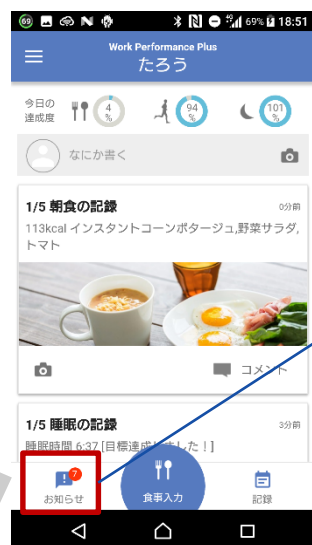 69 69% 18:51
Work Performance Plus
たろう
今日の
達成度
4
%
94
%
101
%
なにか書く
1/5 朝食の記録 0分前
113kcal インスタントコーンポタージュ,野菜サラダ,
トマト
コメント
1/5 睡眠の記録 3分前
睡眠時間 6:37 [目標達成しました！]
7
お知らせ 食事入力 記録